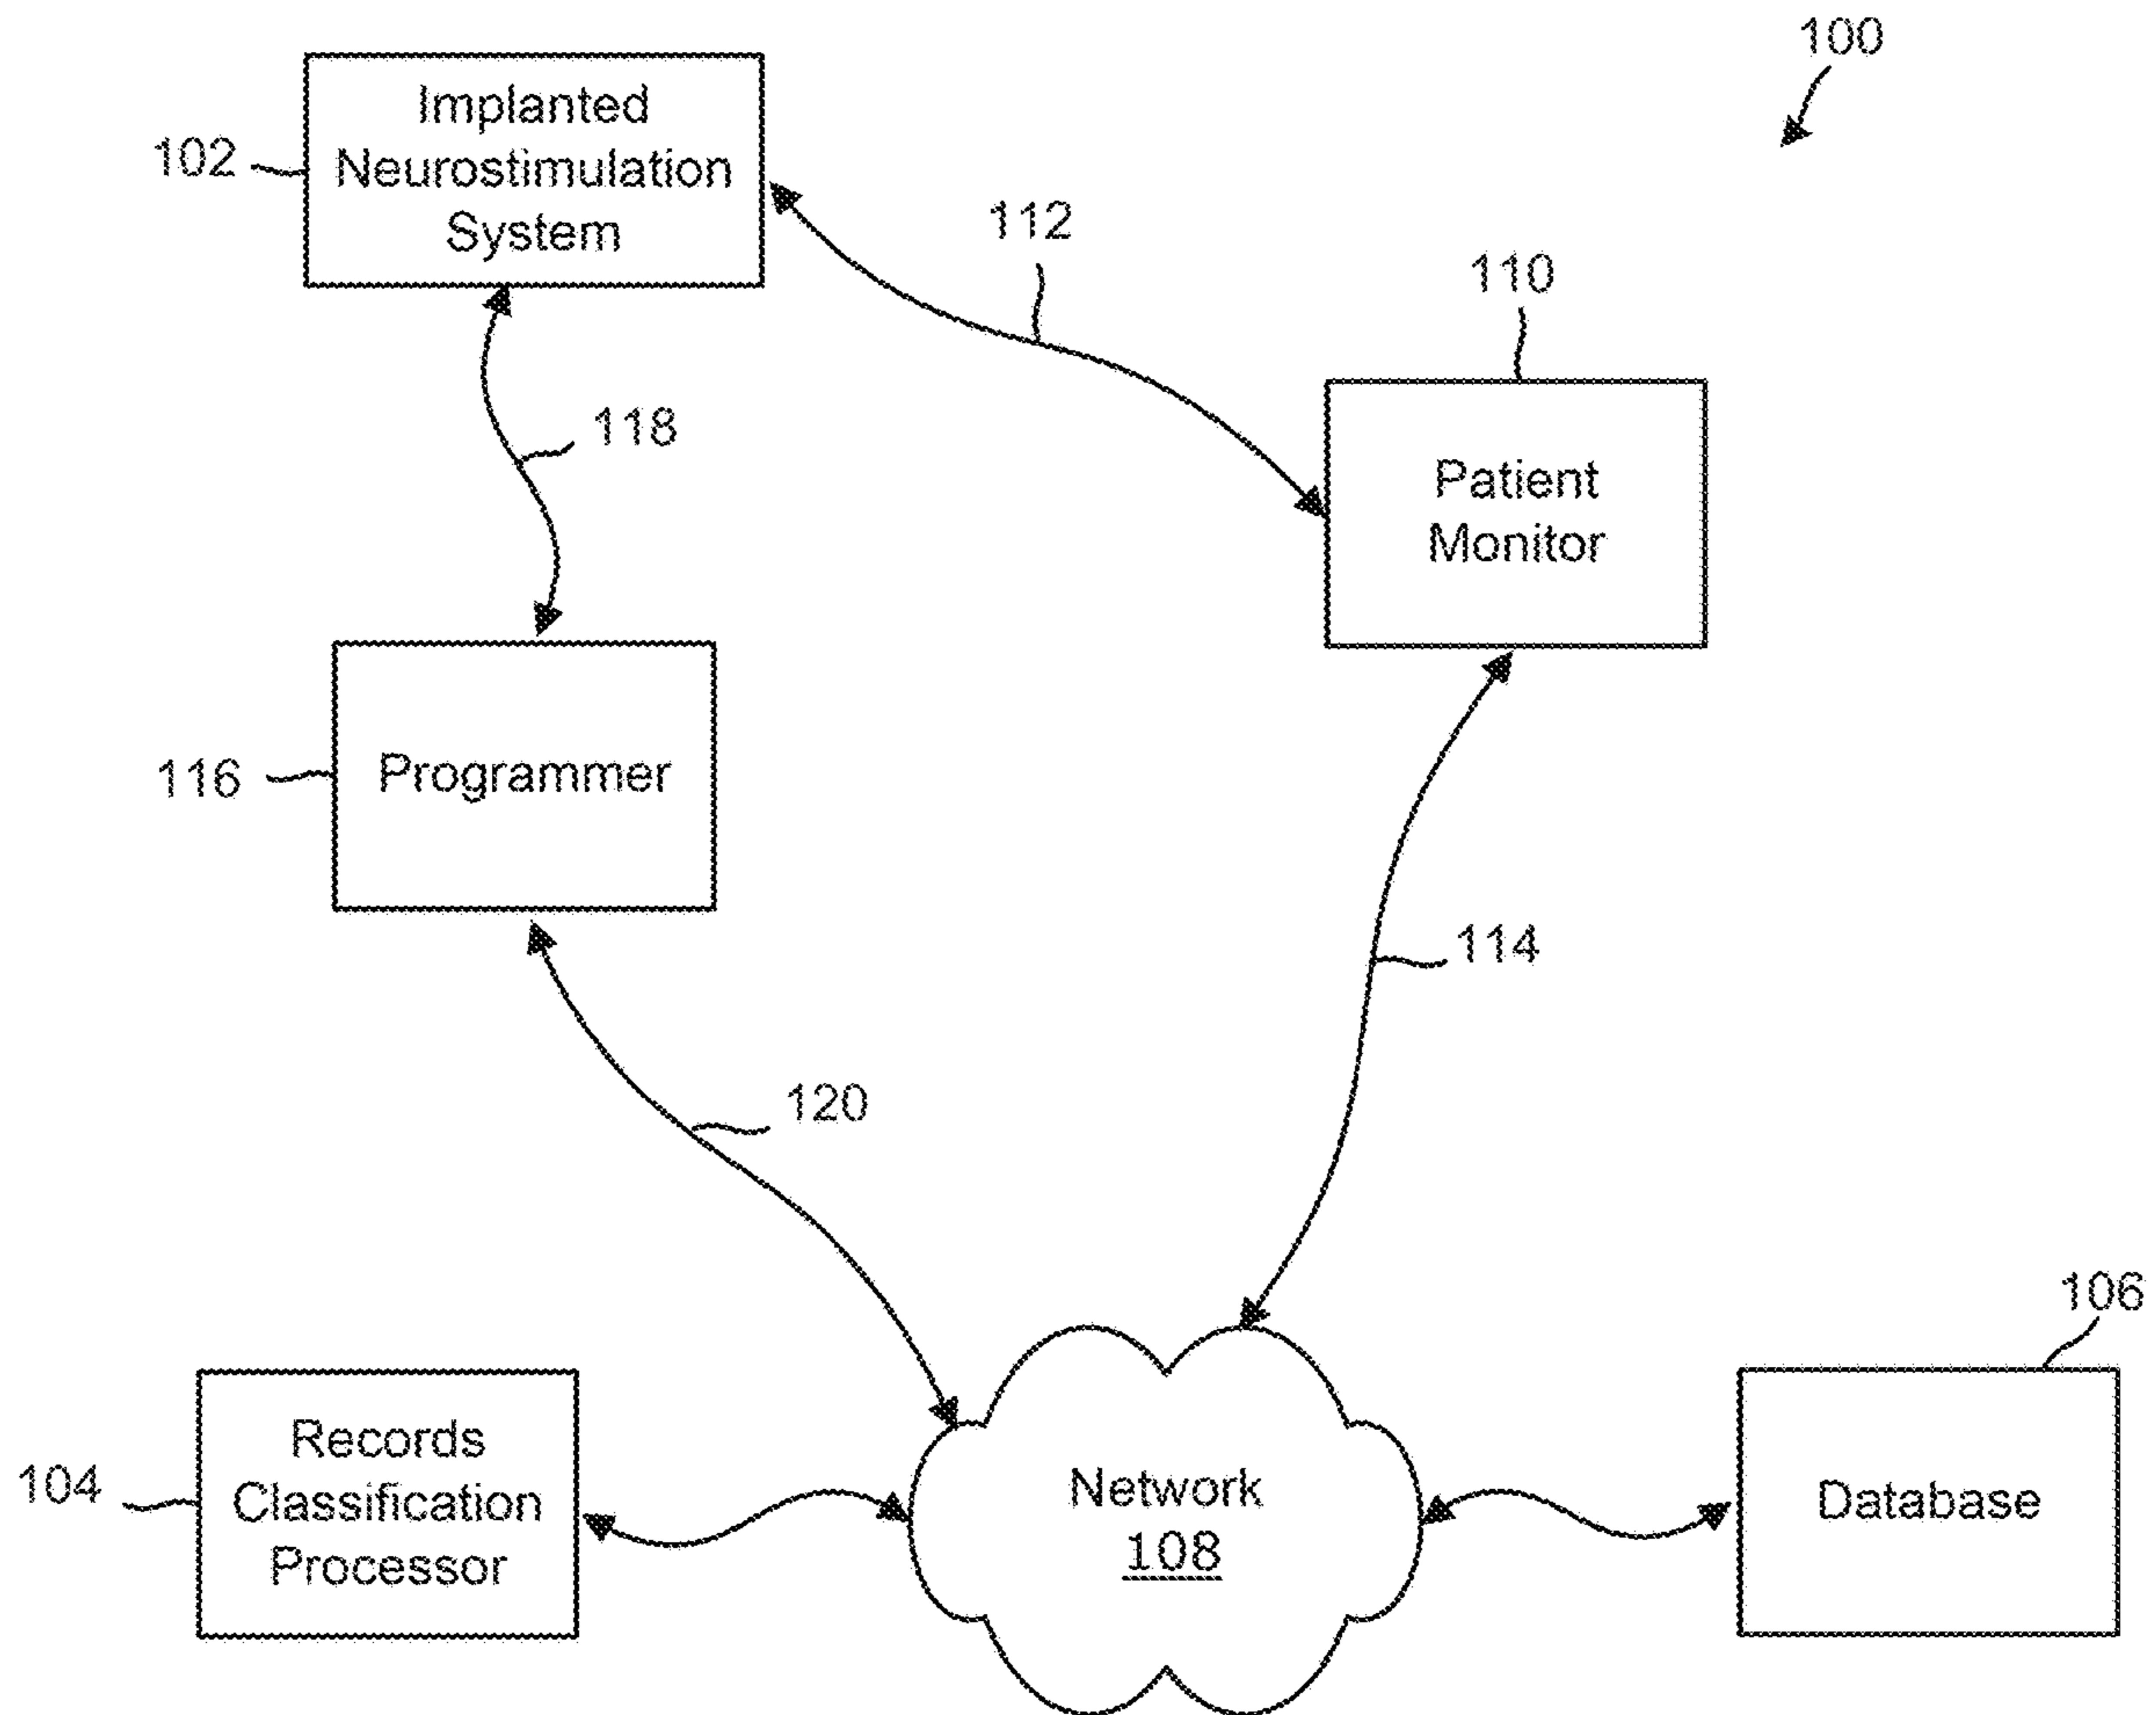 100
Implanted
Neurostimulation
System
102
112
110
118
Patient
Monitor
116
Programmer
114
120
106
104
Records
Classification
Processor
Network
108
Database